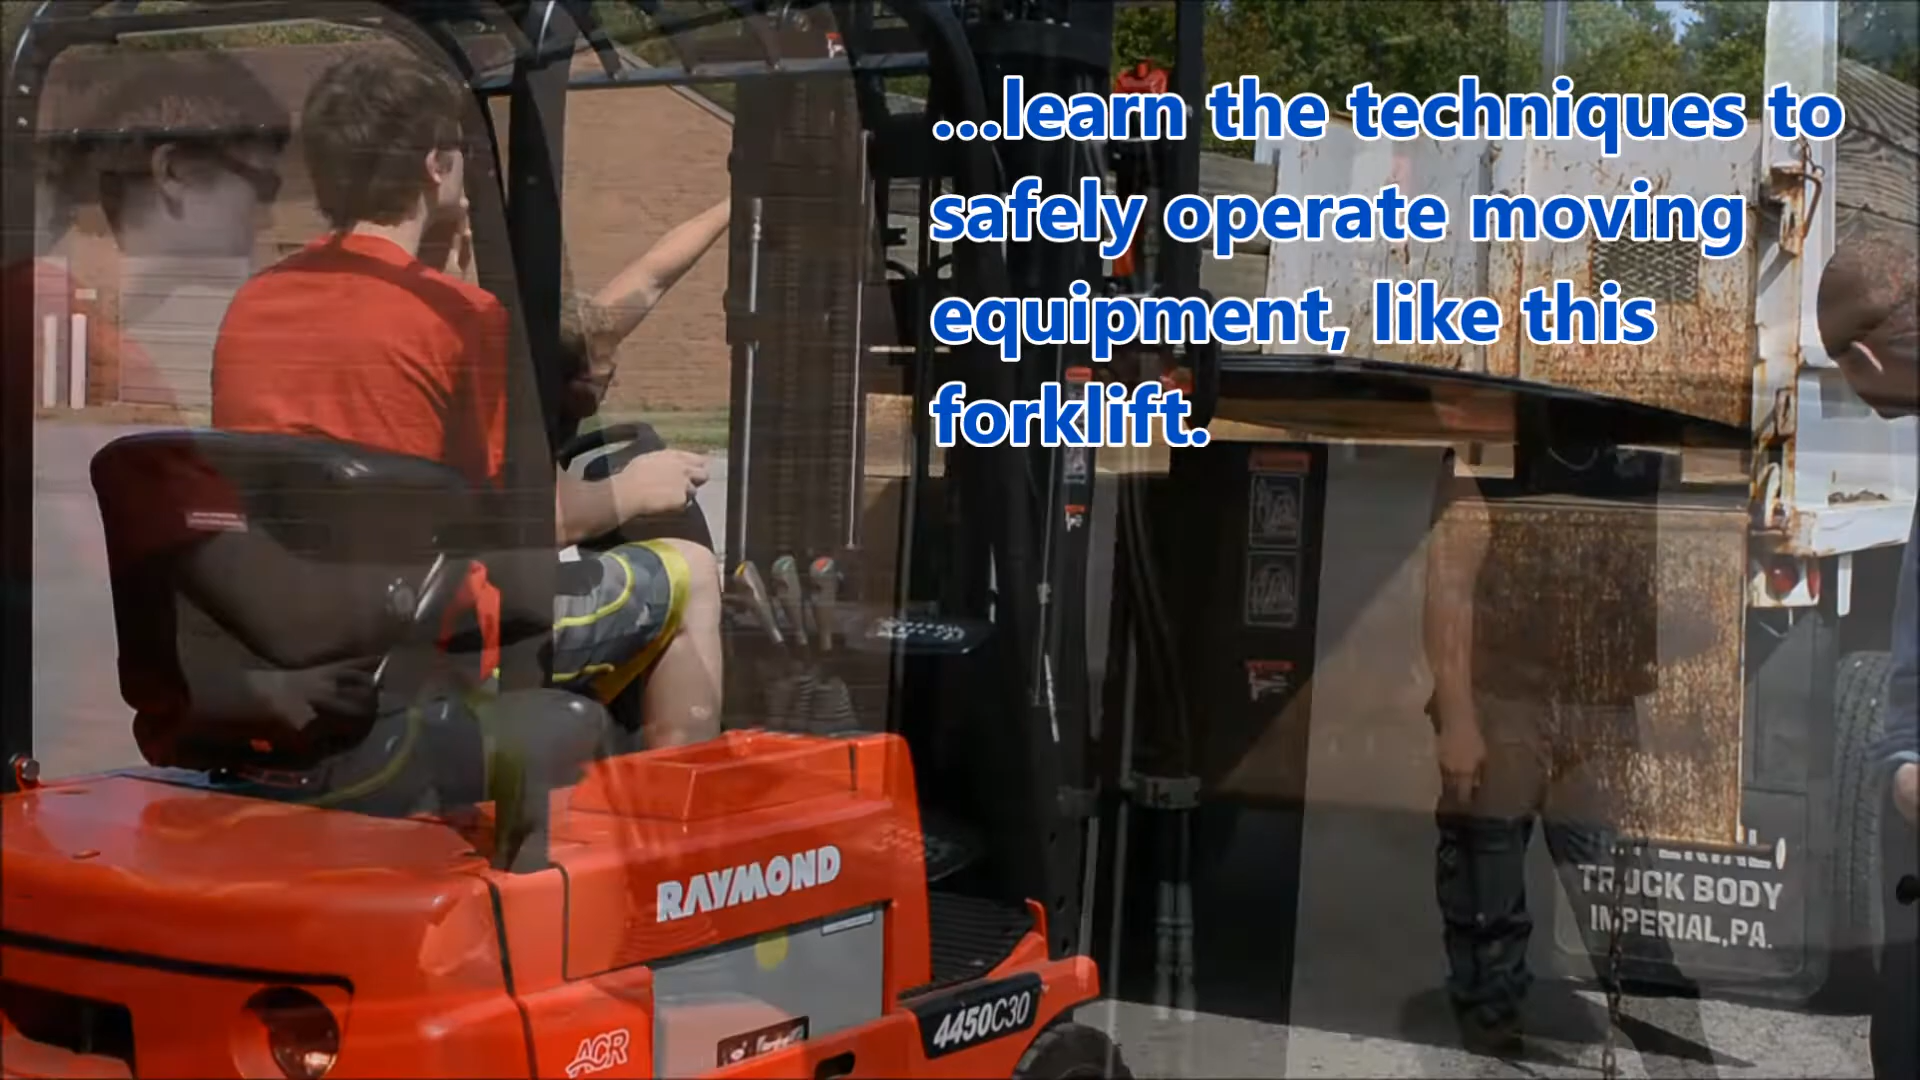 ...learn the techniques to
safely operate moving
equipment, like this
forklift.
RAYMOND
4450C30
ACR
TRUCK BODY
IMPERIAL,PA.